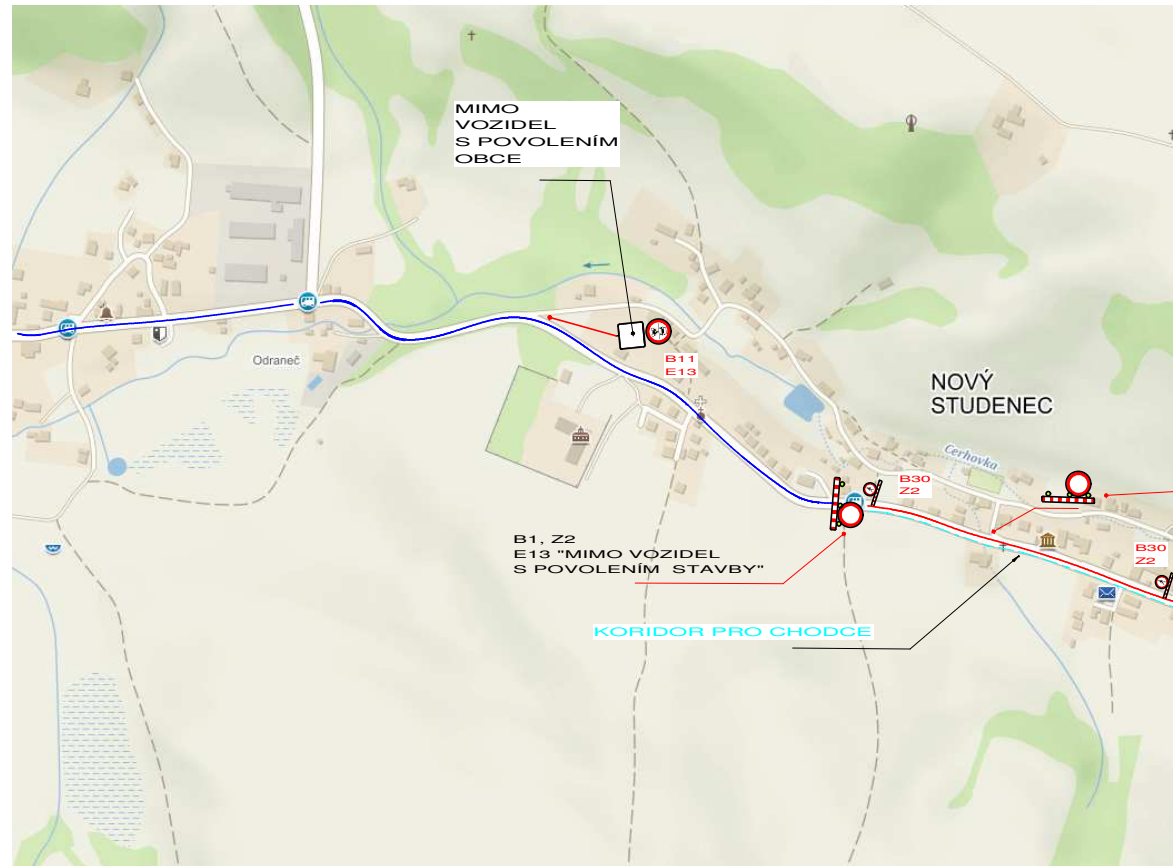 MIMO
VOZIDEL
S POVOLENÍM
OBCE
Odraneč
B11
E13
NOVÝ
STUDENEC
Cerhovka
B30
Z2
B1, Z2
E13 "MIMO VOZIDEL
S POVOLENÍM STAVBY"
B30
Z2
KORIDOR PRO CHODCE